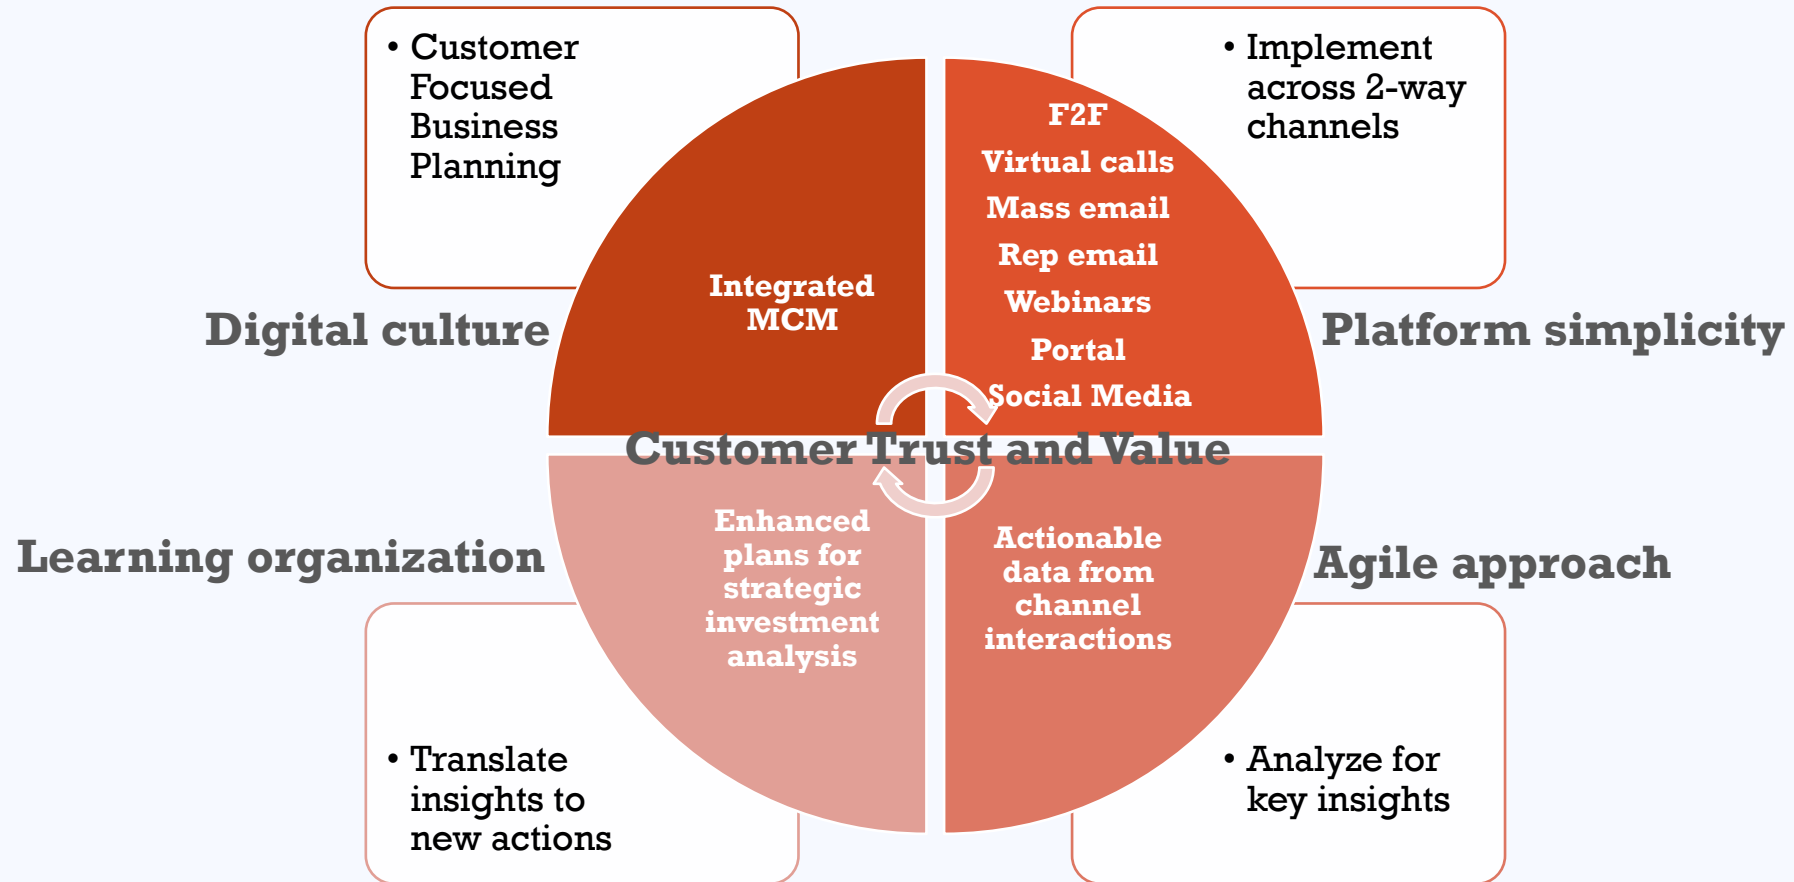 • Customer
Focused
Business
Planning
• Implement
across 2-way
channels
Integrated
MCM
F2F
Virtual calls
Mass email
Rep email
Webinars
Portal
Social Media
Digital culture
Platform simplicity
Customer Trust and Value
Learning organization
Agile approach
Enhanced
plans for
strategic
investment
analysis
Actionable
data from
channel
interactions
• Translate
insights to
new actions
• Analyze for
key insights